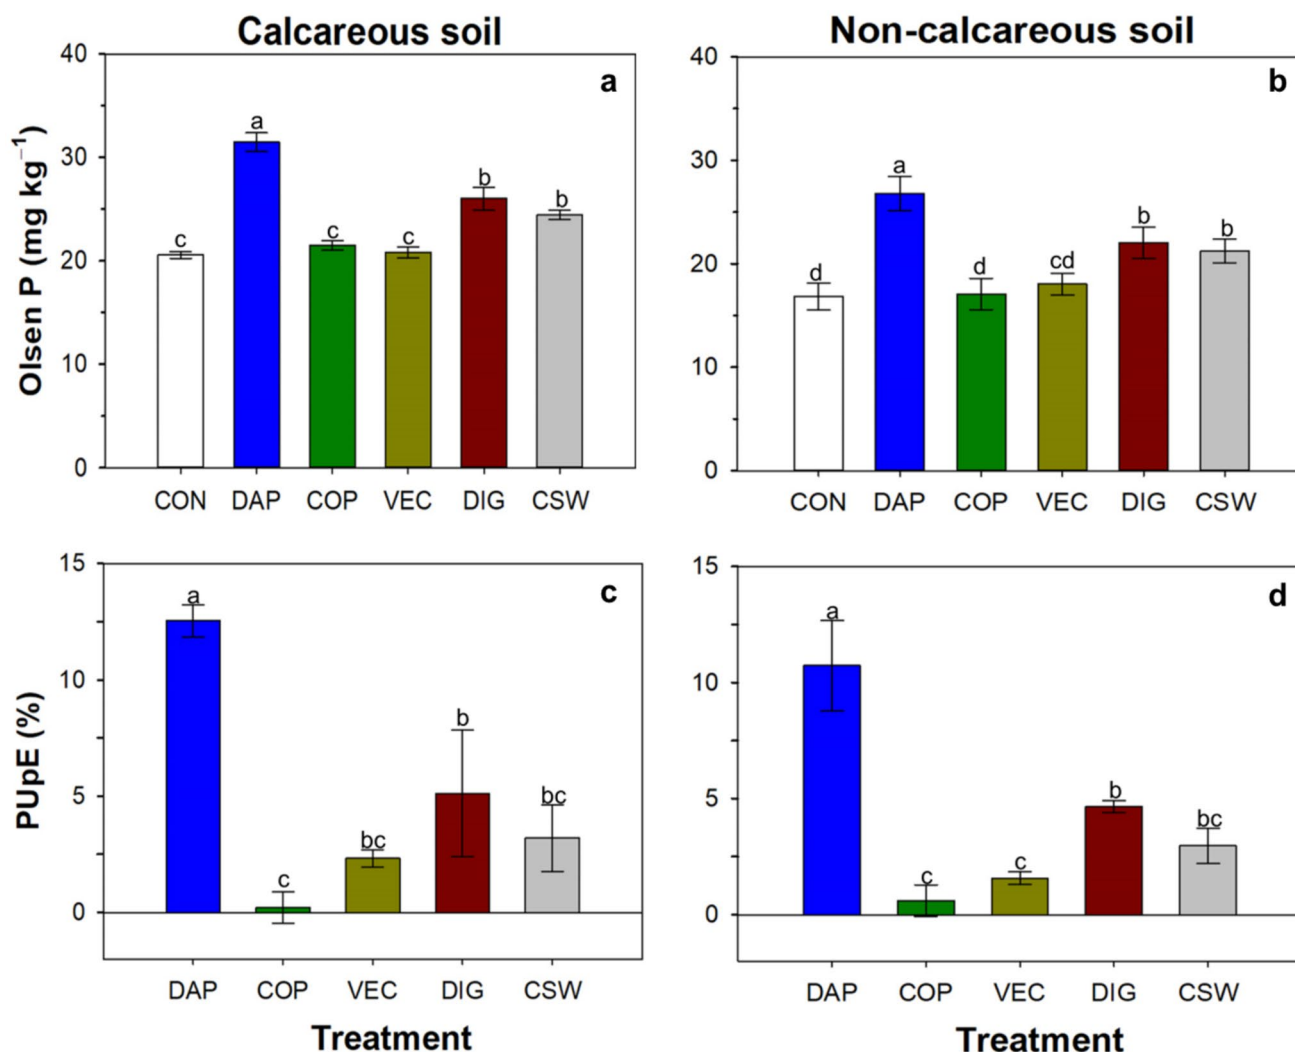 Calcareous soil
Non-calcareous soil
Olsen P (mg kg⁻¹)
40
30
20
10
0
a
c
a
c
c
b
b
CON DAP COP VEC DIG CSW
40
30
20
10
0
b
d
a
d
cd
b
b
CON DAP COP VEC DIG CSW
PUpE (%)
15
10
5
0
c
a
c
bc
b
bc
DAP COP VEC DIG CSW
Treatment
15
10
5
0
d
a
c
c
b
bc
DAP COP VEC DIG CSW
Treatment